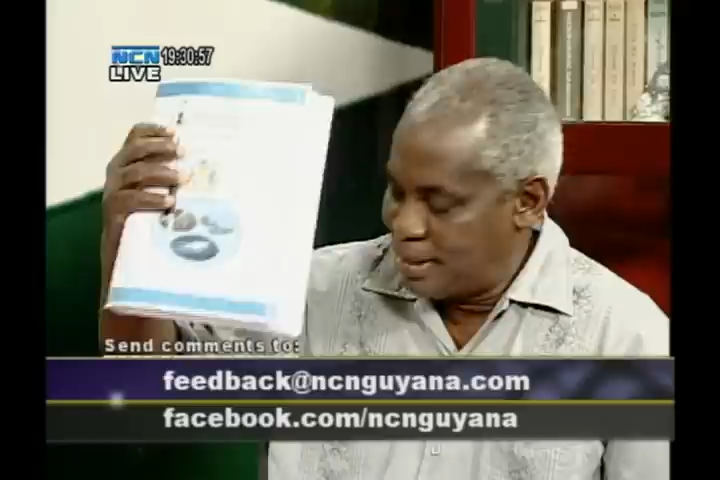 NCN 19:30:57
LIVE
Send comments to:
feedback@ncnguyana.com
facebook.com/ncnguyana